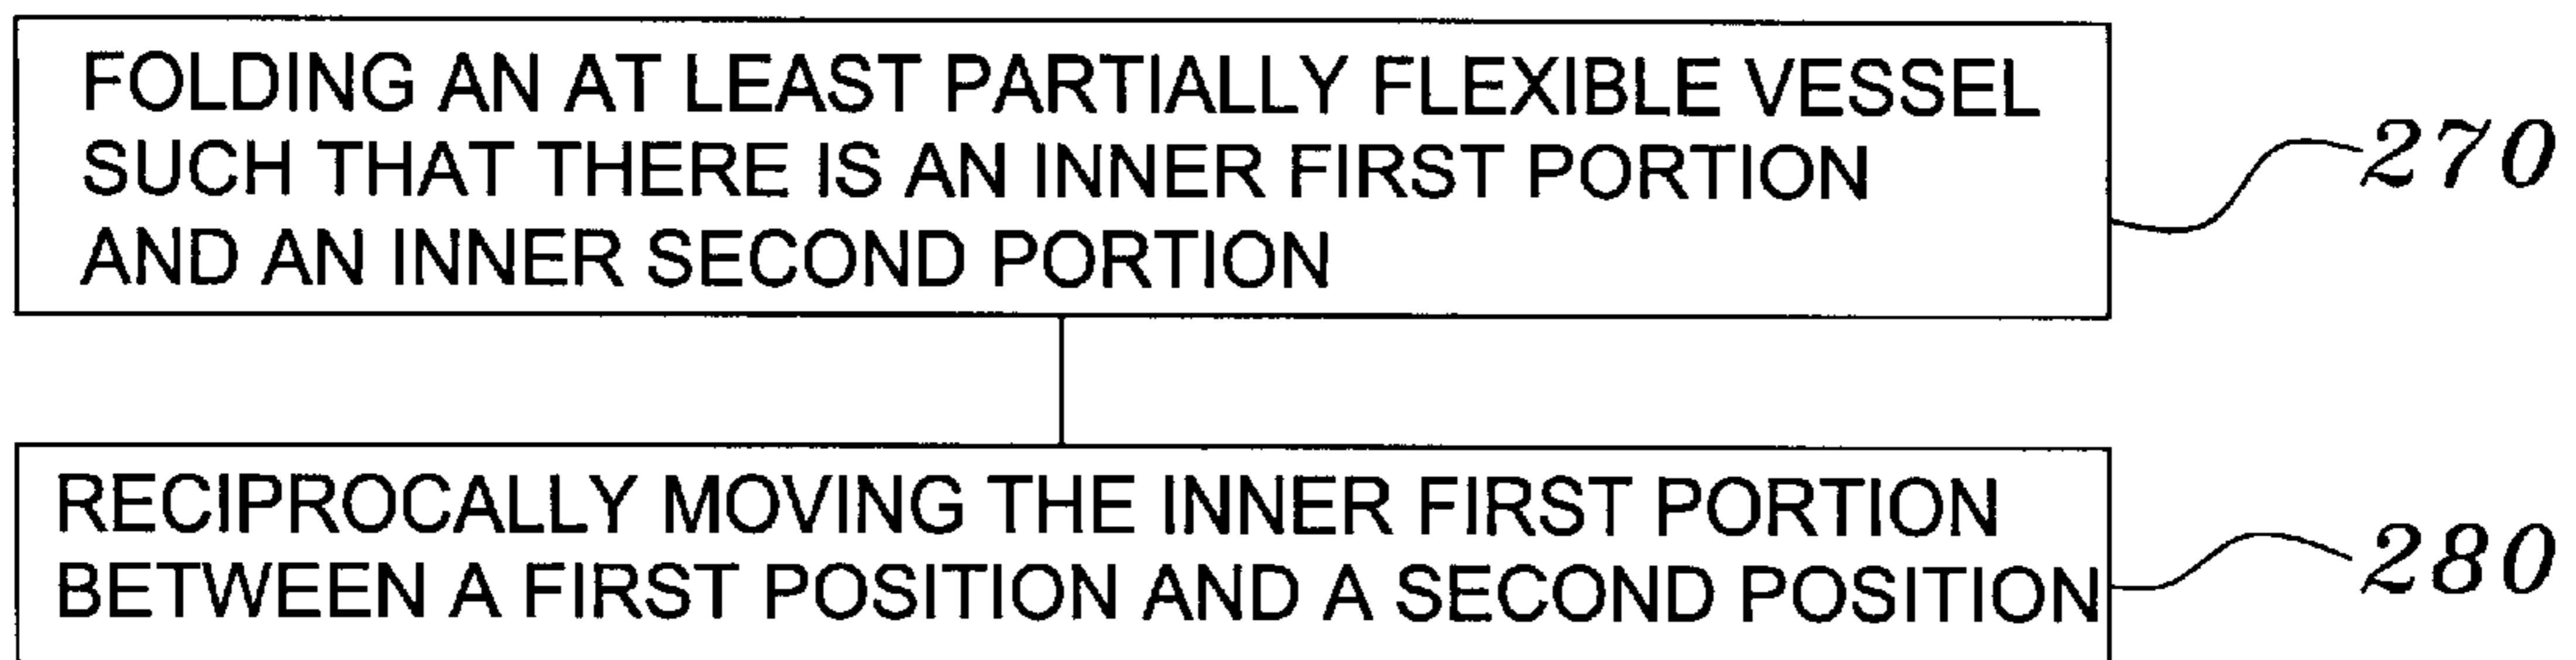 FOLDING AN AT LEAST PARTIALLY FLEXIBLE VESSEL
SUCH THAT THERE IS AN INNER FIRST PORTION
AND AN INNER SECOND PORTION
270
RECIPROCALLY MOVING THE INNER FIRST PORTION
BETWEEN A FIRST POSITION AND A SECOND POSITION
280